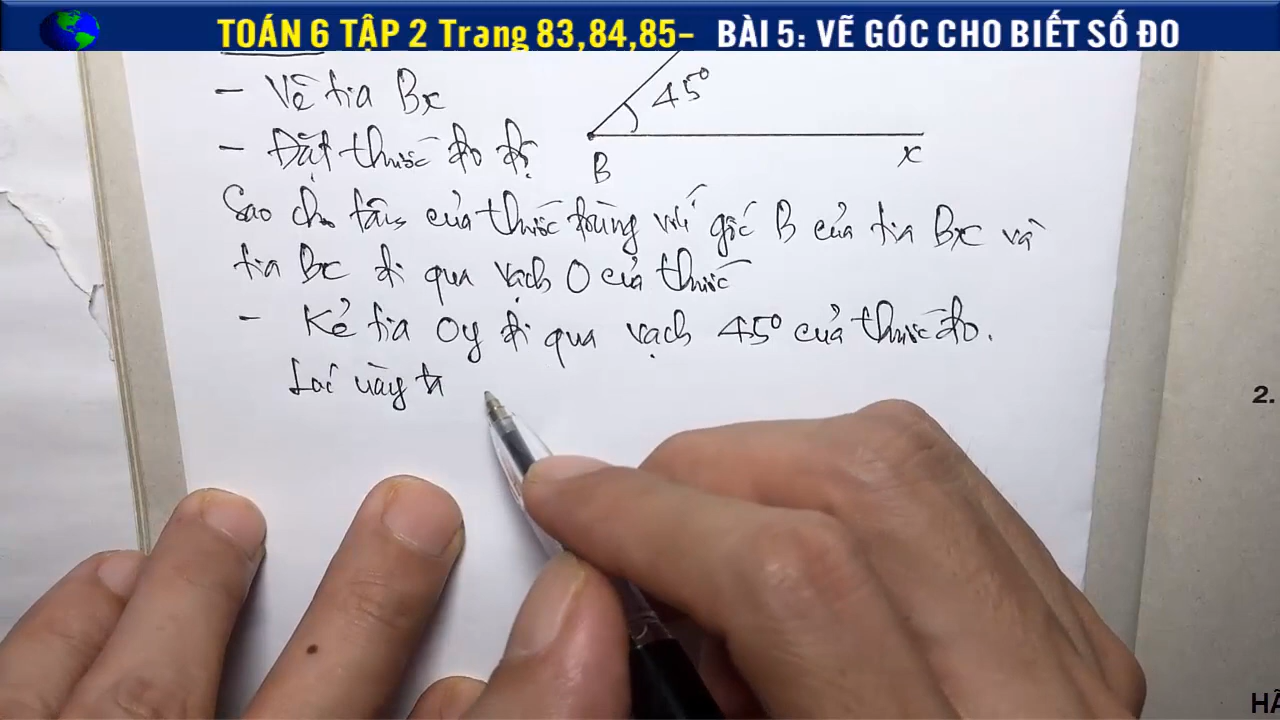 TOÁN 6 TẬP 2 Trang 83,84,85- BÀI 5: VẼ GÓC CHO BIẾT SỐ ĐO
- Vẽ tia Bx
45⁰
- Đặt thước đo độ
B
x
Sao cho tâm của thước trùng với gốc B của tia Bx và
tia Bx đi qua vạch 0 của thước
- Kẻ tia Oy đi qua vạch 45⁰ của thước đo.
Lúc này ta
2.